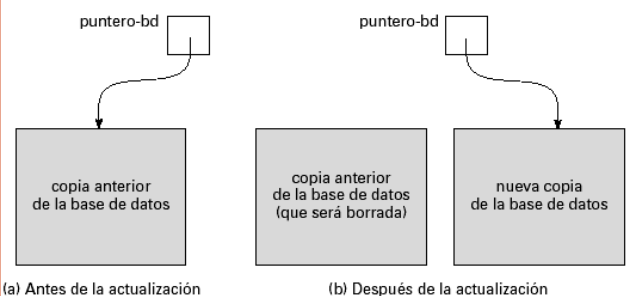 puntero-bd
puntero-bd
copia anterior
de la base de datos
copia anterior
de la base de datos
(que será borrada)
nueva copia
de la base de datos
(a) Antes de la actualización
(b) Después de la actualización